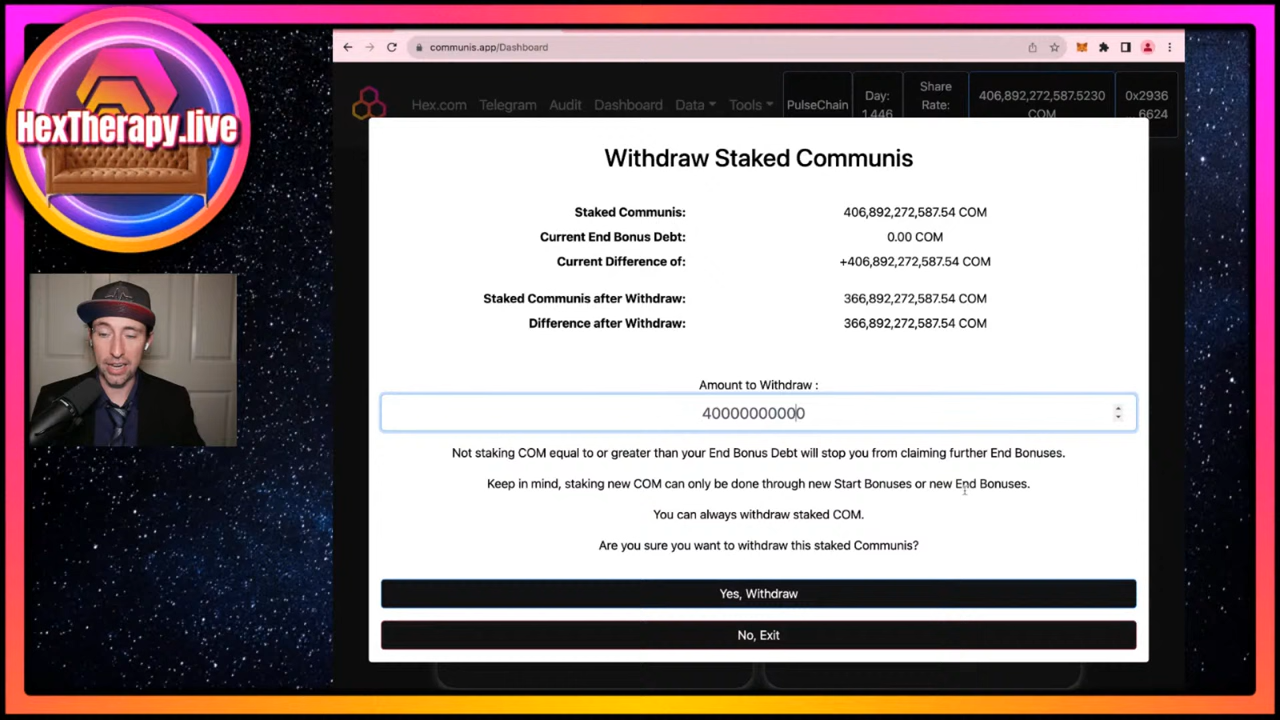 HexTherapy.live
communis.app/Dashboard
Hex.com Telegram Audit Dashboard Data Tools PulseChain Day: 1,446 Share Rate: 406,892,272,587.5230 COM 0x2936 6624
Withdraw Staked Communis
Staked Communis: 406,892,272,587.54 COM
Current End Bonus Debt: 0.00 COM
Current Difference of: +406,892,272,587.54 COM
Staked Communis after Withdraw: 366,892,272,587.54 COM
Difference after Withdraw: 366,892,272,587.54 COM
Amount to Withdraw :
40000000000
Not staking COM equal to or greater than your End Bonus Debt will stop you from claiming further End Bonuses.
Keep in mind, staking new COM can only be done through new Start Bonuses or new End Bonuses.
You can always withdraw staked COM.
Are you sure you want to withdraw this staked Communis?
Yes, Withdraw
No, Exit